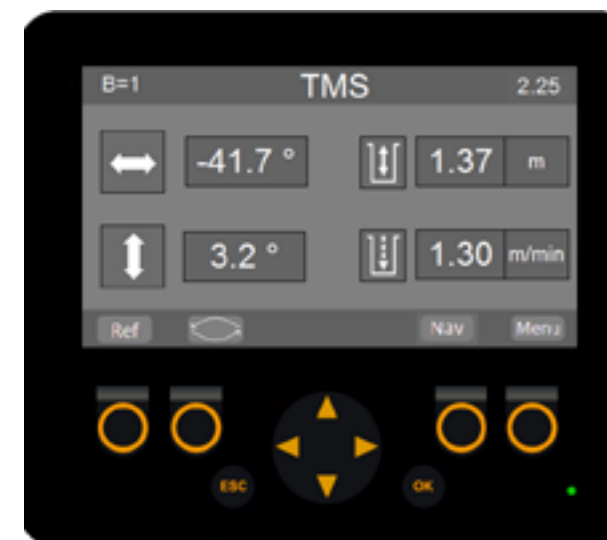 B=1 TMS 2.25
-41.7 ° 1.37 m
3.2 ° 1.30 m/min
Ref Nav Menu
ESC OK